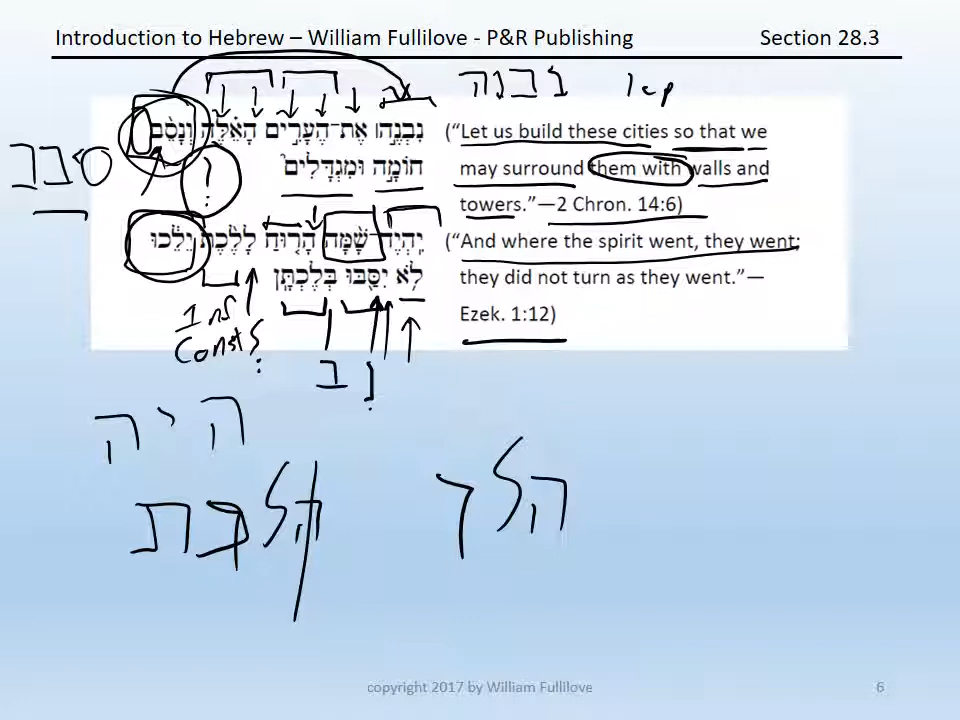 Introduction to Hebrew – William Fullilove - P&R Publishing Section 28.3
נבנה 1cp
נִבְנֶ֣ה׀ אֶת־הֶעָרִ֣ים הָאֵ֗לֶּה וְנָסֵ֨ב
("Let us build these cities so that we
חוֹמָ֣ה וּמִגְדָּלִים֮
may surround them with walls and
סבב
?
towers."—2 Chron. 14:6)
יִֽהְיֶה־שָׁ֨מָּה הָר֤וּחַ לָלֶ֙כֶת֙ יֵלֵ֔כוּ
("And where the spirit went, they went;
לֹ֥א יִסַּ֖בּוּ בְּלֶכְתָּֽן
they did not turn as they went."—
Ezek. 1:12)
Inf
Const
?
ב
היה
הלך
הלכת
copyright 2017 by William Fullilove 6